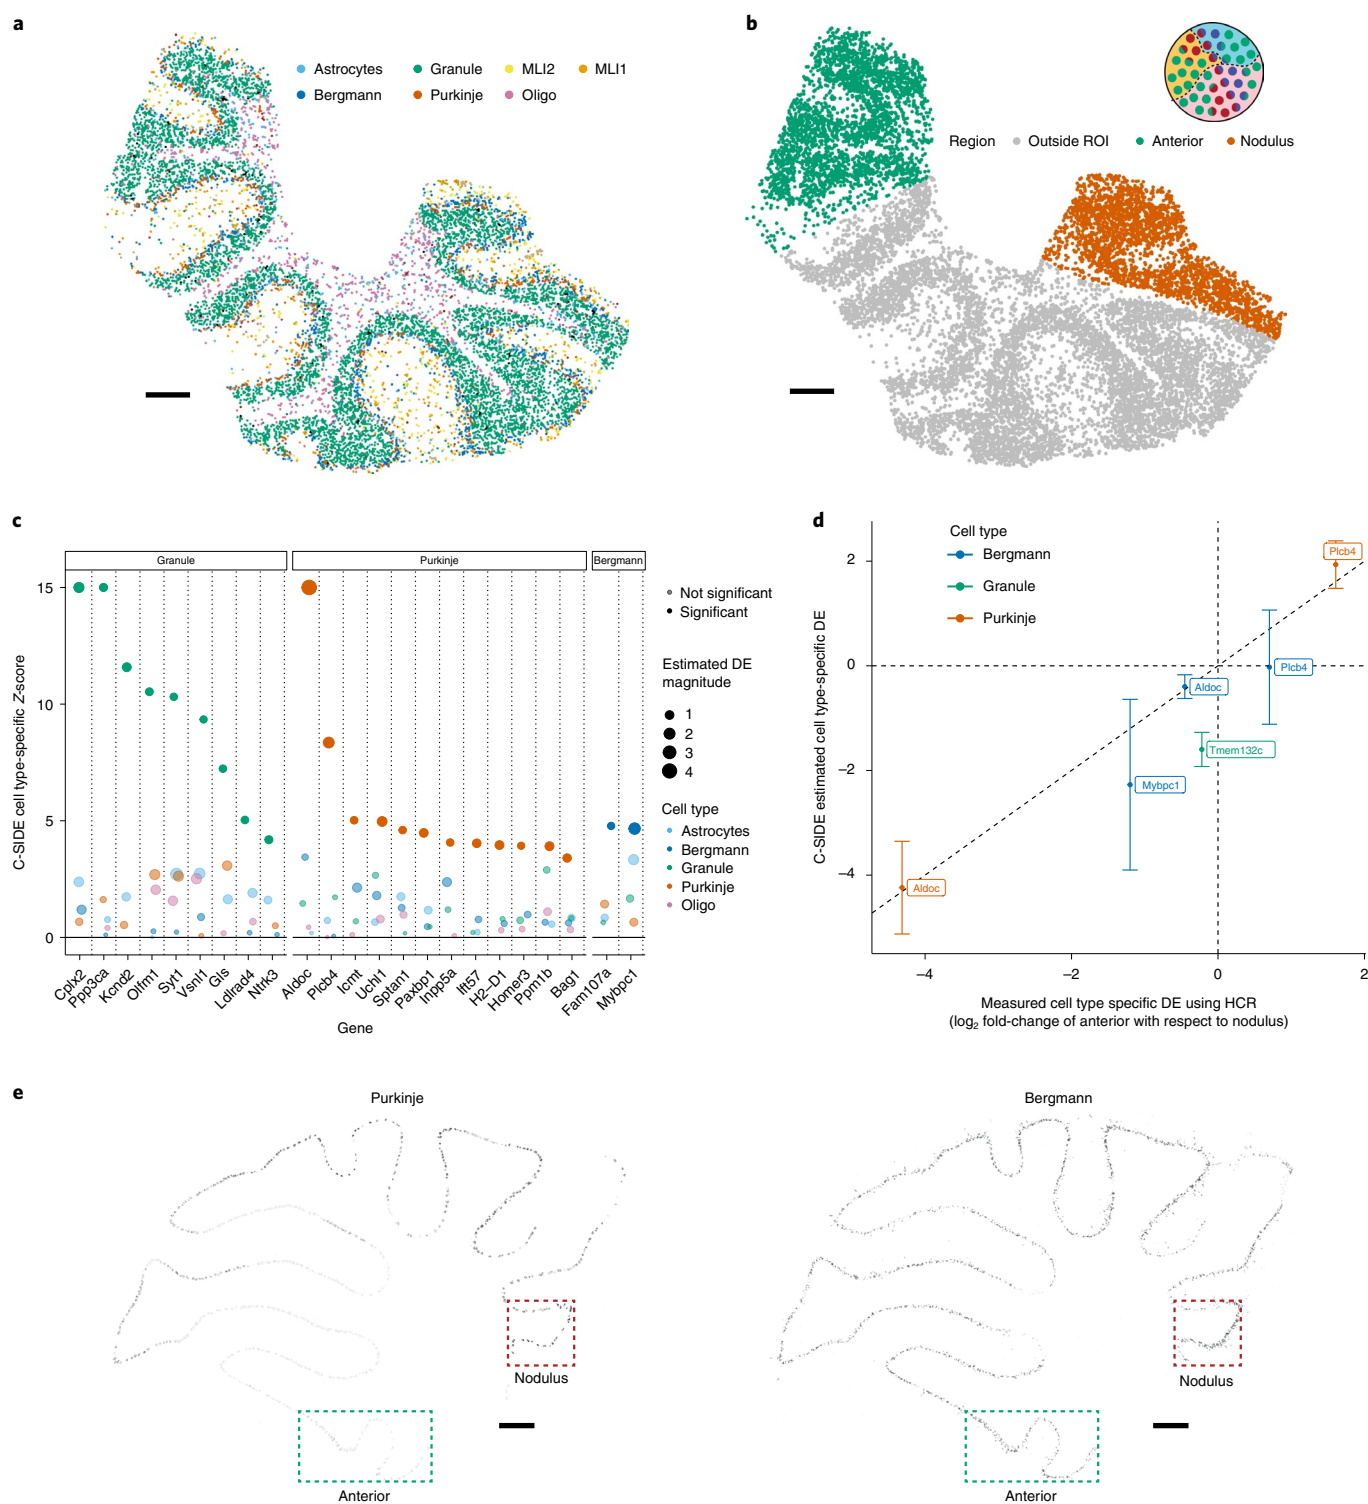 a
Astrocytes Granule MLI2 MLI1
Bergmann Purkinje Oligo
b
Region Outside ROI Anterior Nodulus
c
Granule Purkinje Bergmann
C-SIDE cell type-specific Z-score
15
10
5
0
Cplx2 Ppp3ca Kcnd2 Olfm1 Syt1 Vsnl1 Gls Ldlrad4 Ntrk3 Aldoc Plcb4 Icmt Uchl1 Sptan1 Paxbp1 Inpp5a Ift57 H2–D1 Homer3 Ppm1b Bag1 Fam107a Mybpc1
Gene
Not significant
Significant
Estimated DE
magnitude
1
2
3
4
Cell type
Astrocytes
Bergmann
Granule
Purkinje
Oligo
d
C-SIDE estimated cell type-specific DE
Cell type
Bergmann
Granule
Purkinje
2
0
−2
−4
Plcb4
Plcb4
Aldoc
Tmem132c
Mybpc1
Aldoc
−4 −2 0 2
Measured cell type specific DE using HCR
(log2 fold-change of anterior with respect to nodulus)
e
Purkinje
Nodulus
Anterior
Bergmann
Nodulus
Anterior